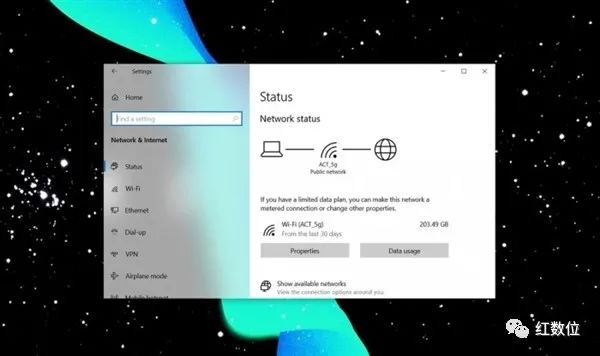 Settings
Home
Find a setting
Network & Internet
Status
Wi-Fi
Ethernet
Dial-up
VPN
Airplane mode
Mobile hotspot
Status
Network status
ACT_5g
Public network
If you have a limited data plan, you can make this network a
metered connection or change other properties.
Wi-Fi (ACT_5g)
203.49 GB
From the last 30 days
Properties
Data usage
Show available networks
View the connection options around you.
红数位